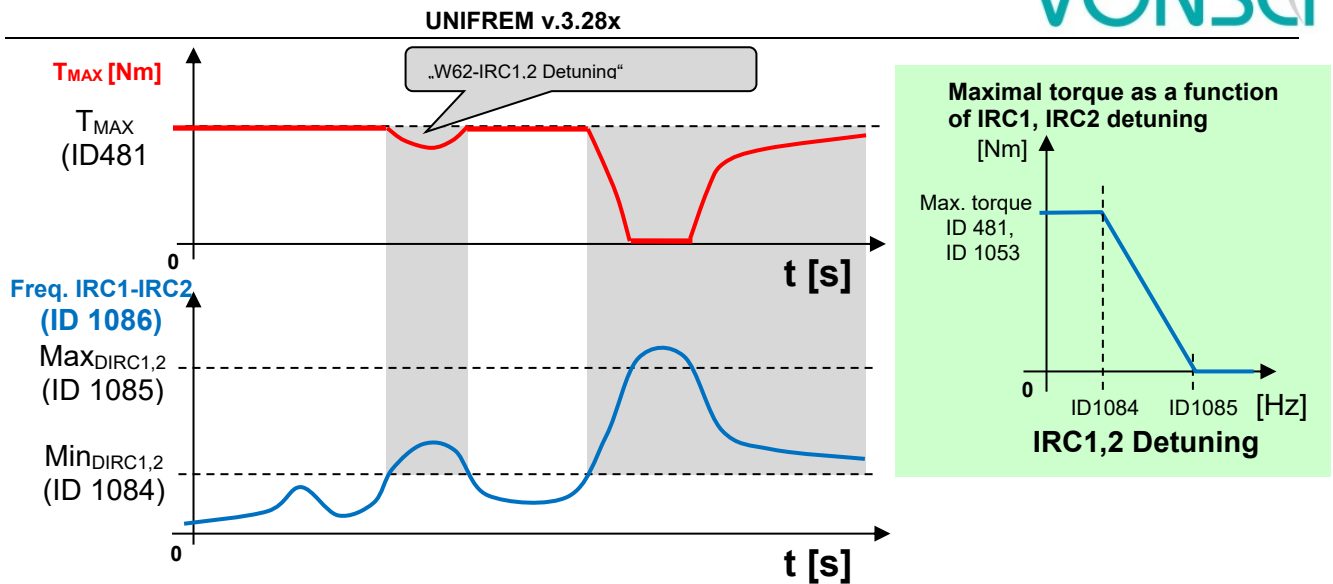 UNIFREM v.3.28x
TMAX [Nm]
TMAX
(ID481
„W62-IRC1,2 Detuning“
0
t [s]
Freq. IRC1-IRC2
(ID 1086)
MaxDIRC1,2
(ID 1085)
MinDIRC1,2
(ID 1084)
0
t [s]
Maximal torque as a function
of IRC1, IRC2 detuning
[Nm]
Max. torque
ID 481,
ID 1053
0
ID1084 ID1085 [Hz]
IRC1,2 Detuning